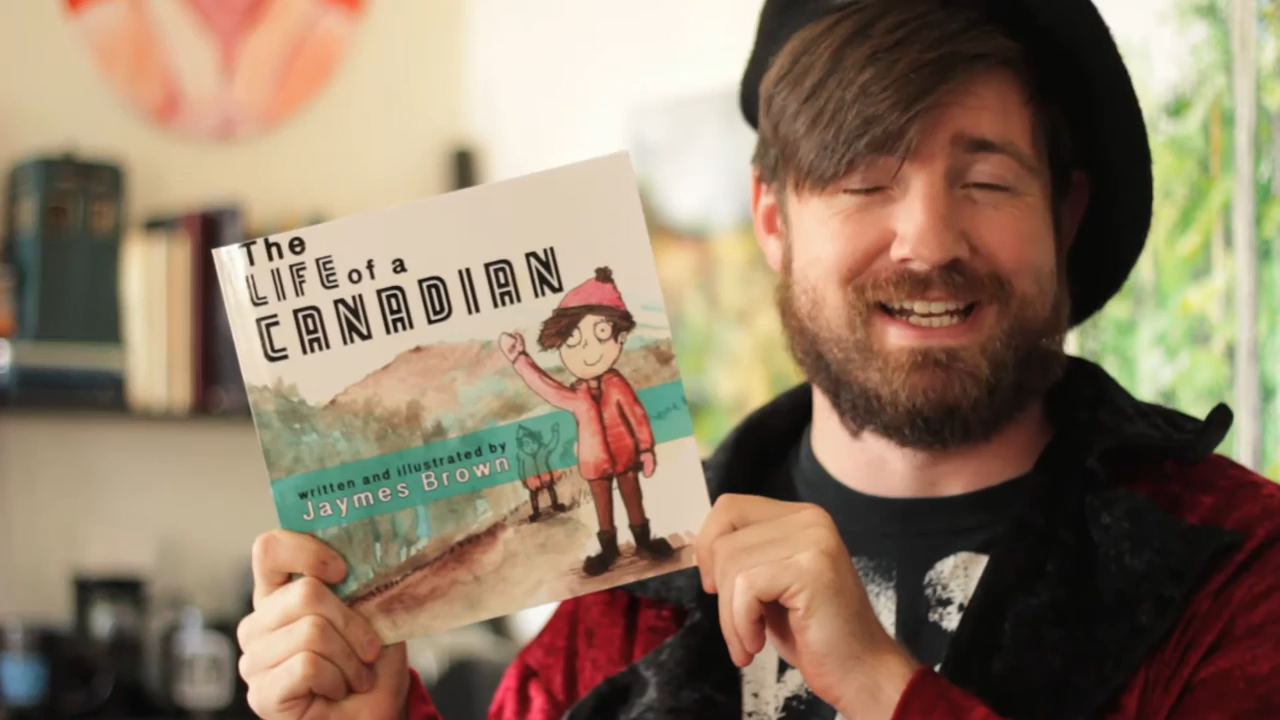 The
LIFE of a
CANADIAN
written and illustrated by
Jaymes Brown